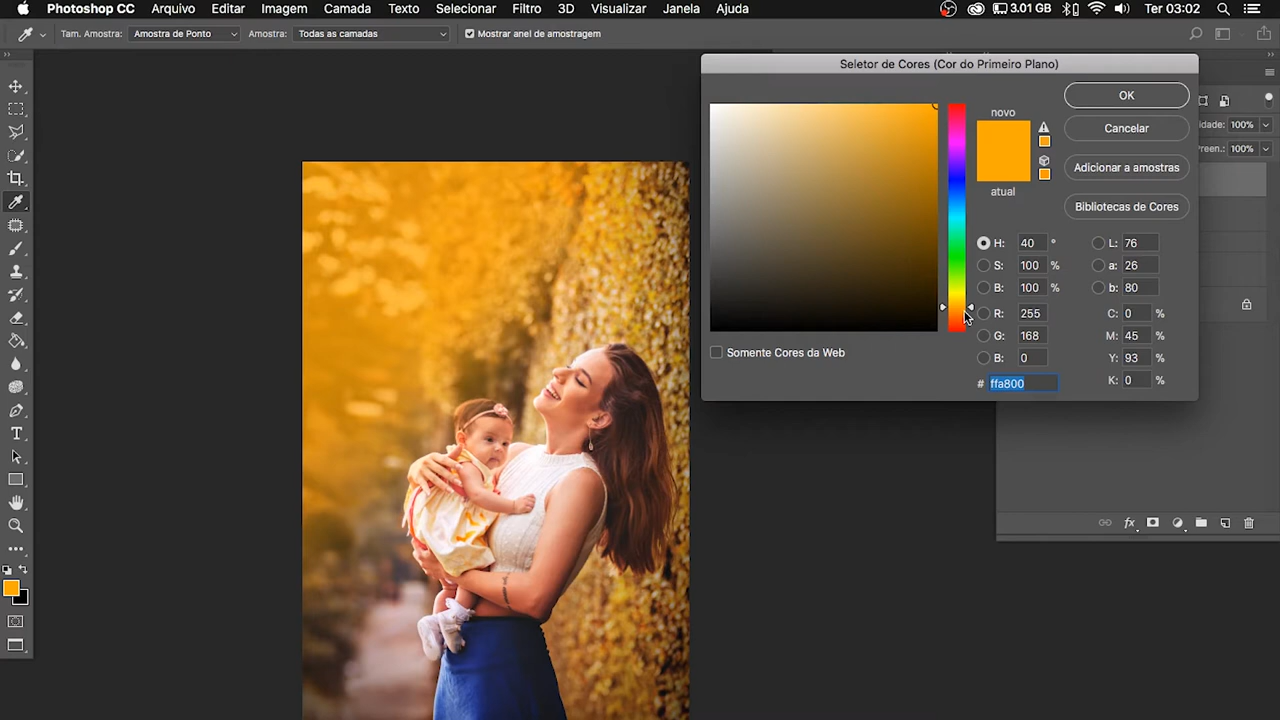 Photoshop CC Arquivo Editar Imagem Camada Texto Selecionar Filtro 3D Visualizar Janela Ajuda 3.01 GB Ter 03:02
Tam. Amostra: Amostra de Ponto Amostra: Todas as camadas Mostrar anel de amostragem
Seletor de Cores (Cor do Primeiro Plano)
OK
novo
Cancelar
Adicionar a amostras
atual
Bibliotecas de Cores
H: 40 ° L: 76
S: 100 % a: 26
B: 100 % b: 80
R: 255 C: 0 %
G: 168 M: 45 %
B: 0 Y: 93 %
K: 0 %
# ffa800
Somente Cores da Web
100%
Preen.: 100%
fx